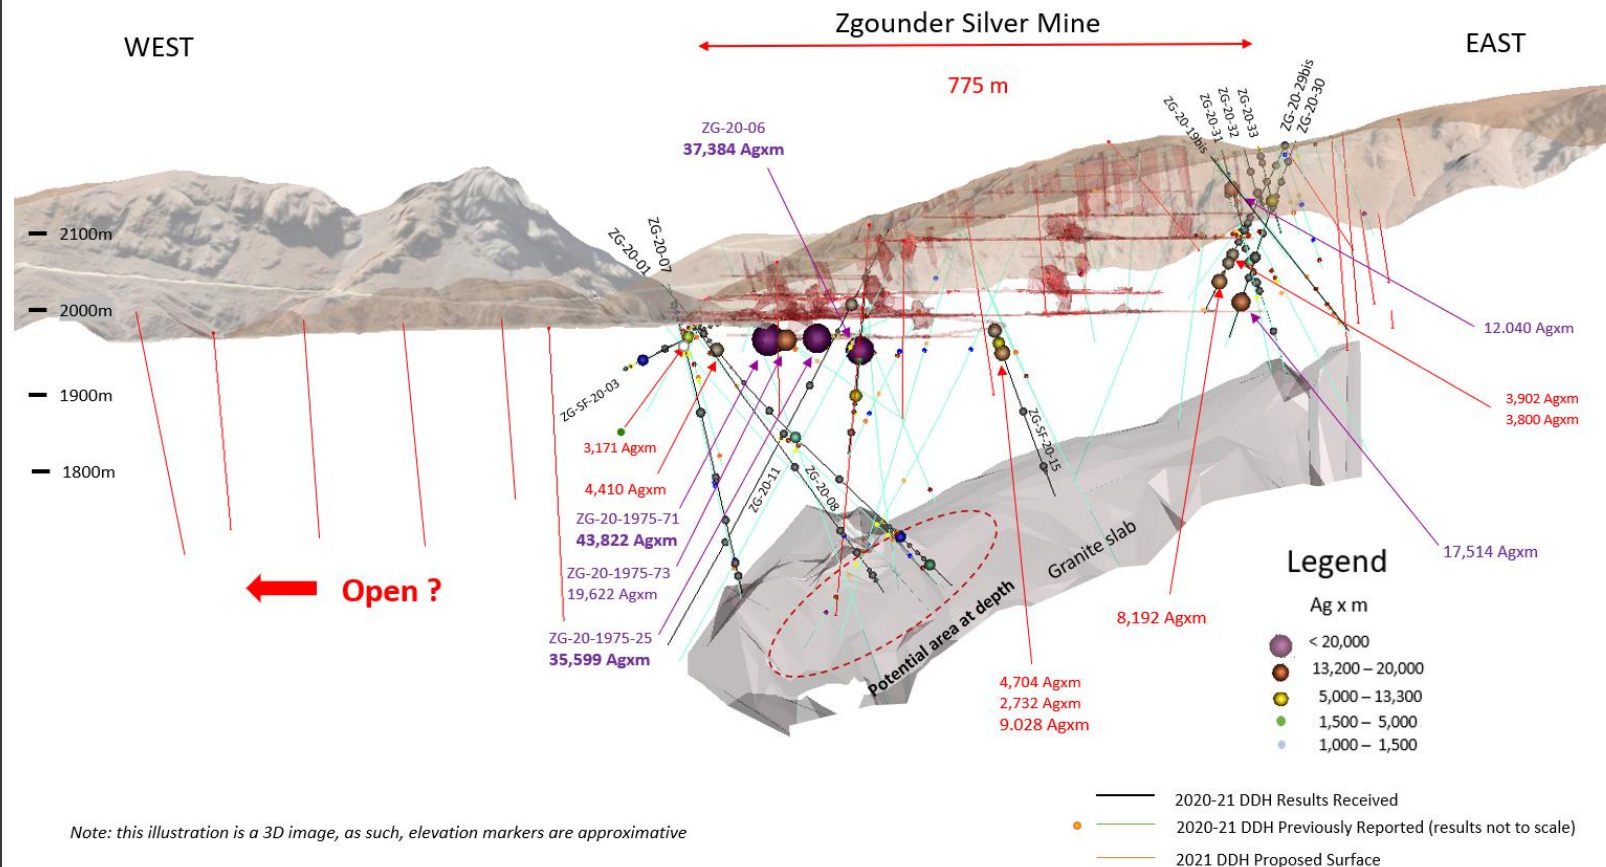 Zgounder Silver Mine
WEST
EAST
775 m
ZG-20-06
37,384 Agxm
ZG-20-19bis
ZG-20-31
ZG-20-32
ZG-20-33
ZG-20-29bis
ZG-20-30
ZG-20-01
ZG-20-07
2100m
2000m
1900m
1800m
ZG-SF-20-03
3,171 Agxm
4,410 Agxm
ZG-20-1975-71
43,822 Agxm
ZG-20-1975-73
19,622 Agxm
ZG-20-1975-25
35,599 Agxm
ZG-20-11
ZG-20-08
ZG-SF-20-15
12.040 Agxm
3,902 Agxm
3,800 Agxm
17,514 Agxm
8,192 Agxm
4,704 Agxm
2,732 Agxm
9.028 Agxm
Granite slab
Potential area at depth
Open ?
Legend
Ag x m
< 20,000
13,200 – 20,000
5,000 – 13,300
1,500 – 5,000
1,000 – 1,500
2020-21 DDH Results Received
2020-21 DDH Previously Reported (results not to scale)
2021 DDH Proposed Surface
Note: this illustration is a 3D image, as such, elevation markers are approximative